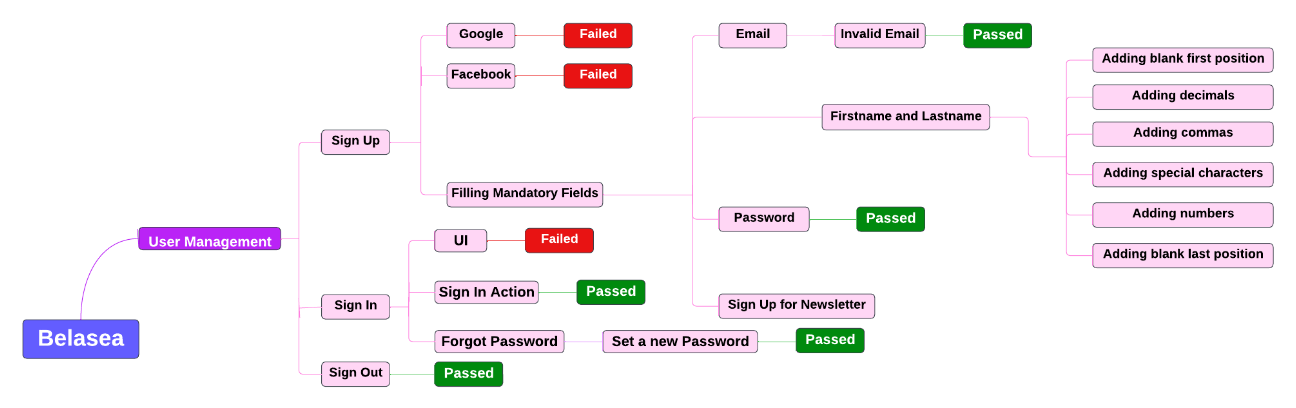 Google
Failed
Email
Invalid Email
Passed
Adding blank first position
Facebook
Failed
Adding decimals
Firstname and Lastname
Adding commas
Sign Up
Adding special characters
Filling Mandatory Fields
Password
Passed
Adding numbers
User Management
UI
Failed
Adding blank last position
Sign In Action
Passed
Sign In
Sign Up for Newsletter
Belasea
Forgot Password
Set a new Password
Passed
Sign Out
Passed